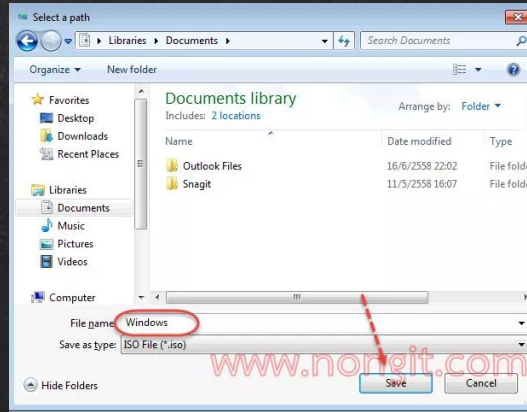 Select a path
Libraries Documents
Search Documents
Organize New folder
Favorites
Desktop
Downloads
Recent Places
Libraries
Documents
Music
Pictures
Videos
Computer
Documents library
Includes: 2 locations
Arrange by: Folder
Name Date modified Type
Outlook Files 16/6/2558 22:02 File folde
Snagit 11/5/2558 16:07 File folde
File name: Windows
Save as type: ISO File (*.iso)
www.nongit.com
Hide Folders Save Cancel